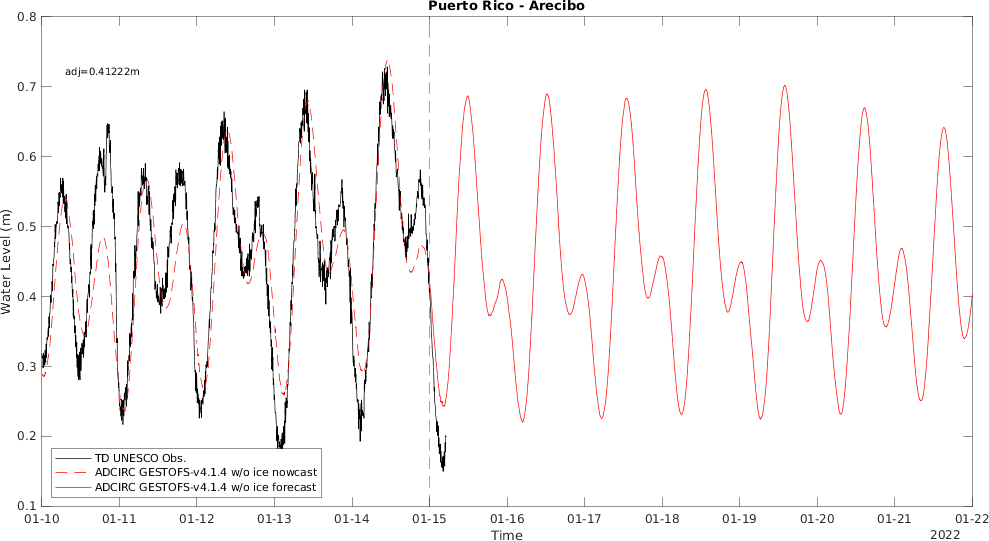 Puerto Rico - Arecibo
adj=0.41222m
Water Level (m)
0.8
0.7
0.6
0.5
0.4
0.3
0.2
0.1
TD UNESCO Obs.
ADCIRC GESTOFS-v4.1.4 w/o ice nowcast
ADCIRC GESTOFS-v4.1.4 w/o ice forecast
01-10 01-11 01-12 01-13 01-14 01-15 01-16 01-17 01-18 01-19 01-20 01-21 01-22
Time
2022